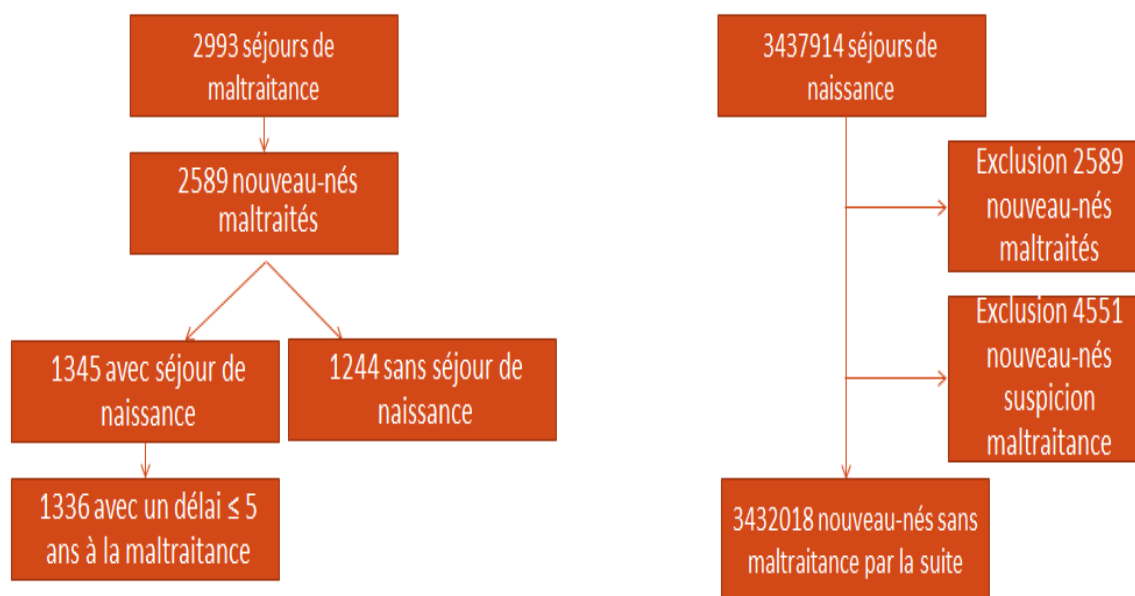 2993 séjours de
maltraitance
2589 nouveau-nés
maltraités
1345 avec séjour de
naissance
1244 sans séjour de
naissance
1336 avec un délai ≤ 5
ans à la maltraitance
3437914 séjours de
naissance
Exclusion 2589
nouveau-nés
maltraités
Exclusion 4551
nouveau-nés
suspicion
maltraitance
3432018 nouveau-nés sans
maltraitance par la suite